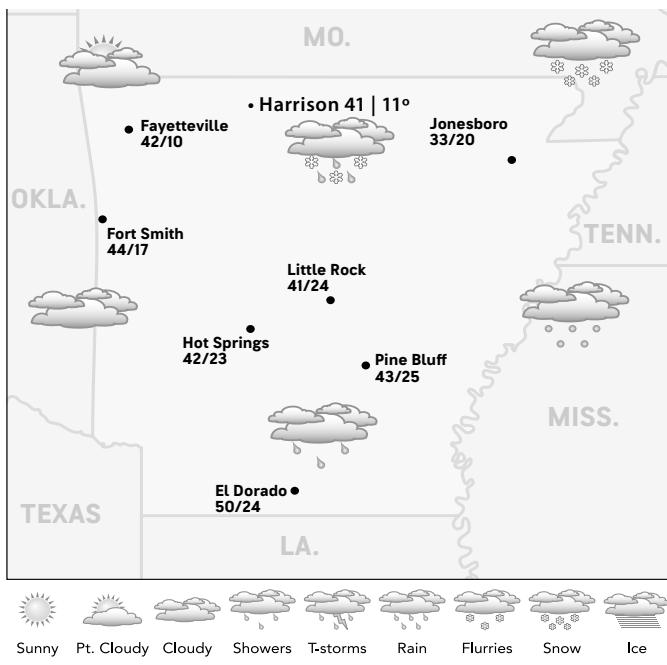 MO.
• Harrison 41 | 11º
Fayetteville
42/10
Jonesboro
33/20
OKLA.
Fort Smith
44/17
TENN.
Little Rock
41/24
Hot Springs
42/23
Pine Bluff
43/25
MISS.
El Dorado
50/24
TEXAS
LA.
Sunny Pt. Cloudy Cloudy Showers T-storms Rain Flurries Snow Ice